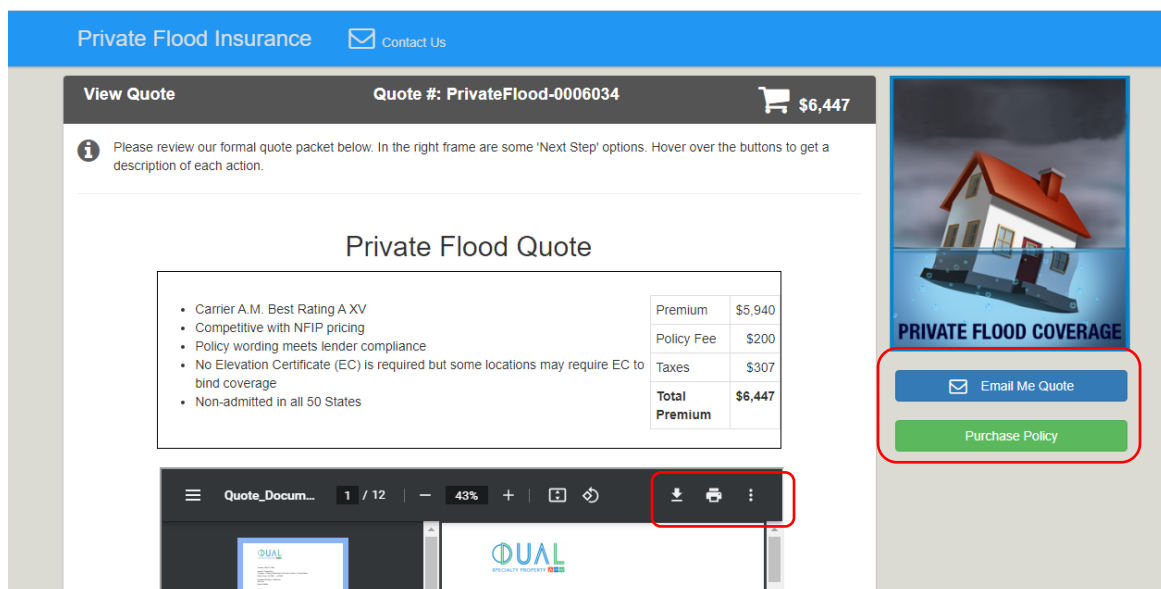 Private Flood Insurance
Contact Us
View Quote
Quote #: PrivateFlood-0006034
$6,447
Please review our formal quote packet below. In the right frame are some 'Next Step' options. Hover over the buttons to get a
description of each action.
Private Flood Quote
Carrier A.M. Best Rating A XV
Competitive with NFIP pricing
Policy wording meets lender compliance
No Elevation Certificate (EC) is required but some locations may require EC to
bind coverage
Non-admitted in all 50 States
Premium $5,940
Policy Fee $200
Taxes $307
Total $6,447
Premium
PRIVATE FLOOD COVERAGE
Email Me Quote
Purchase Policy
Quote_Docum... 1 / 12 43%
DUAL
DUAL
SPECIALTY PROPERTY